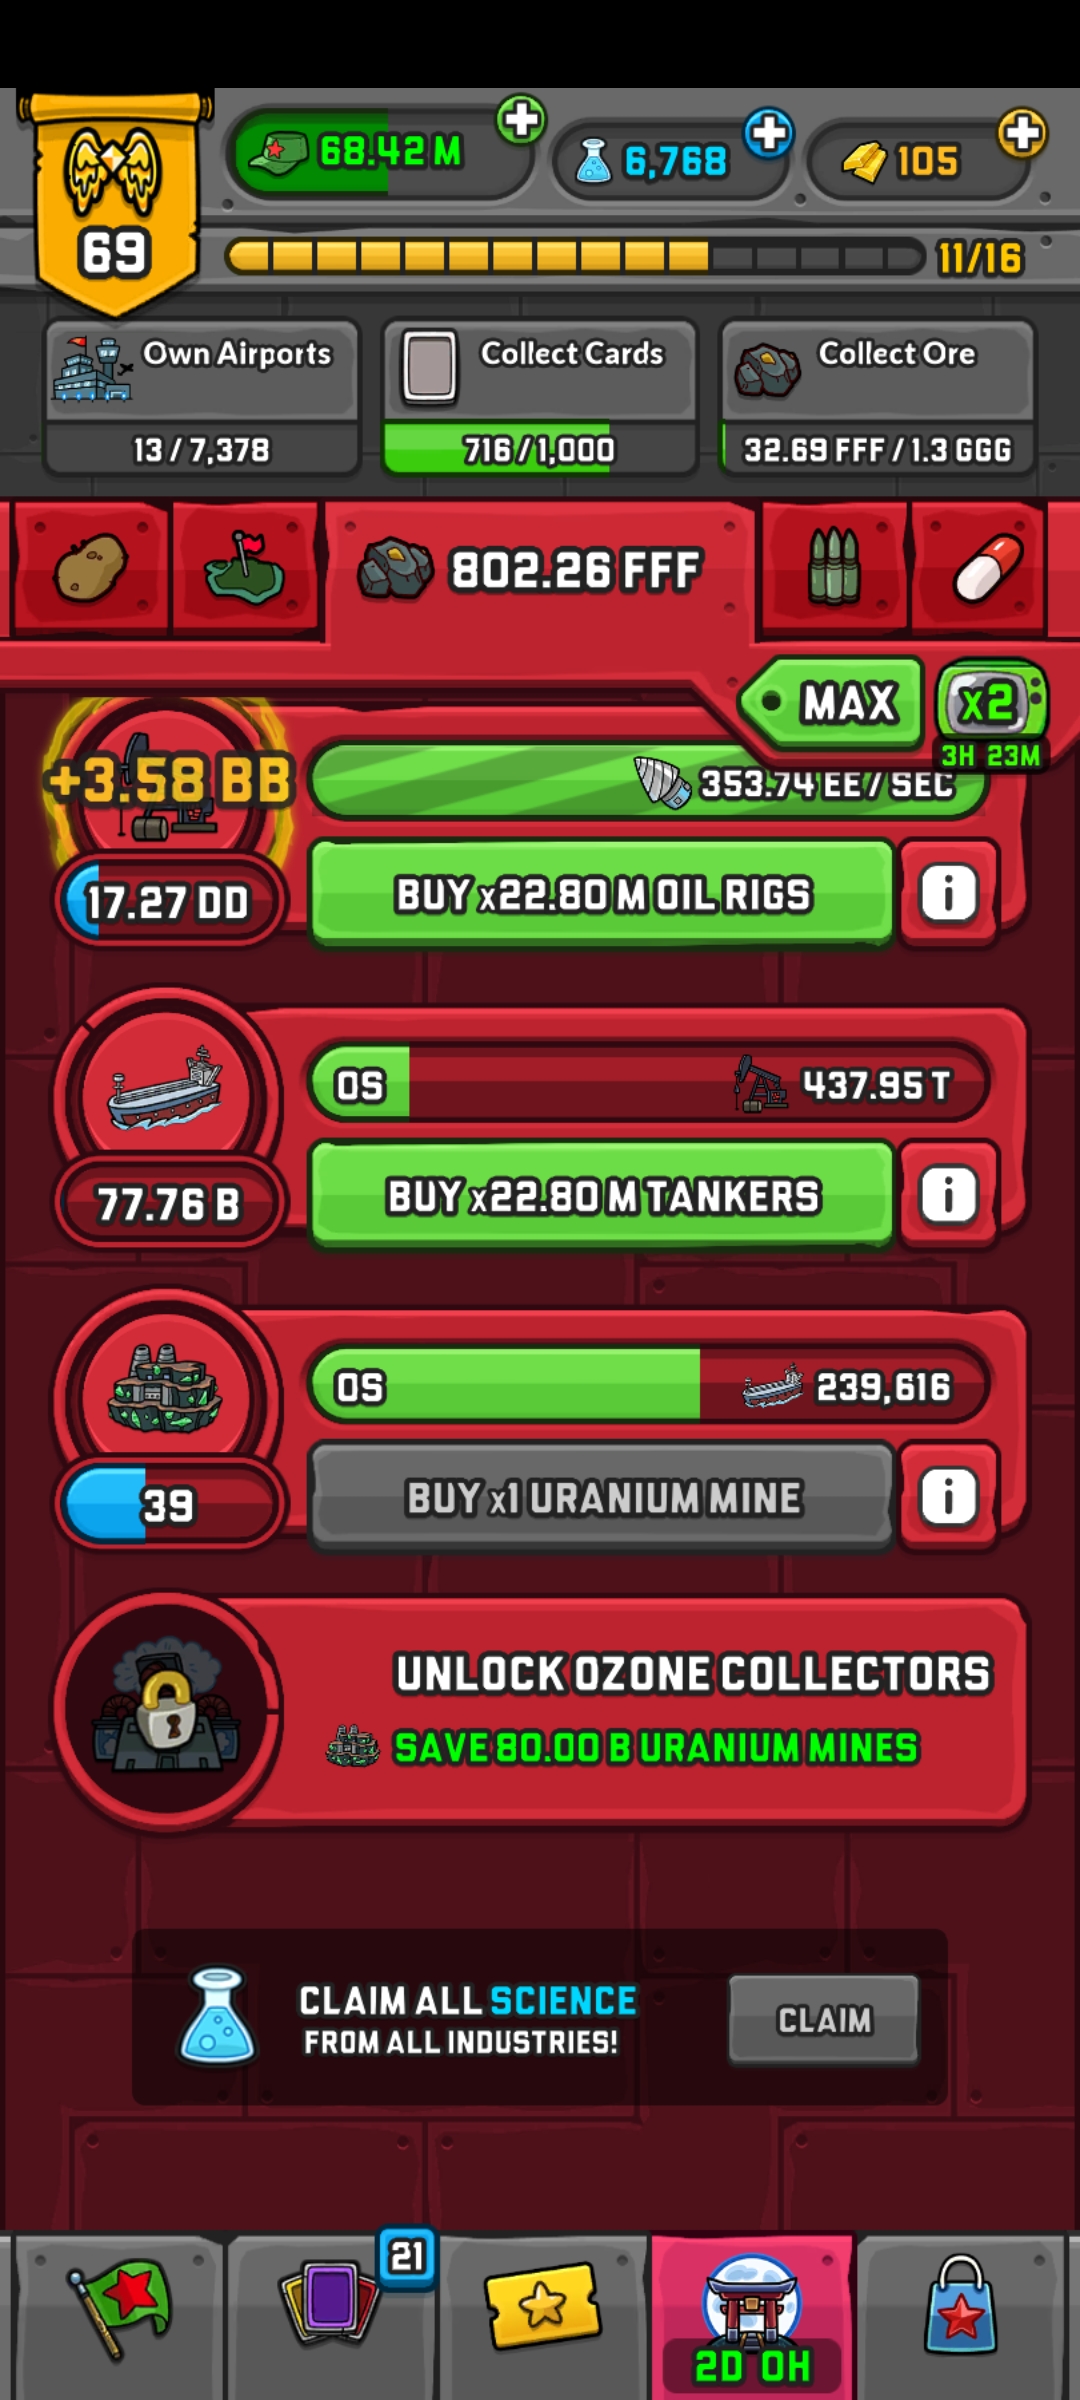 68.42 M
6,768
105
69
11/16
Own Airports
13 / 7,378
Collect Cards
716 / 1,000
Collect Ore
32.69 FFF / 1.3 GGG
802.26 FFF
MAX
x2
3H 23M
+3.58 BB
353.74 EE / SEC
17.27 DD
BUY x22.80 M OIL RIGS
i
0S
437.95 T
77.76 B
BUY x22.80 M TANKERS
i
0S
239,616
39
BUY x1 URANIUM MINE
i
UNLOCK OZONE COLLECTORS
SAVE 80.00 B URANIUM MINES
CLAIM ALL SCIENCE
FROM ALL INDUSTRIES!
CLAIM
21
2D 0H